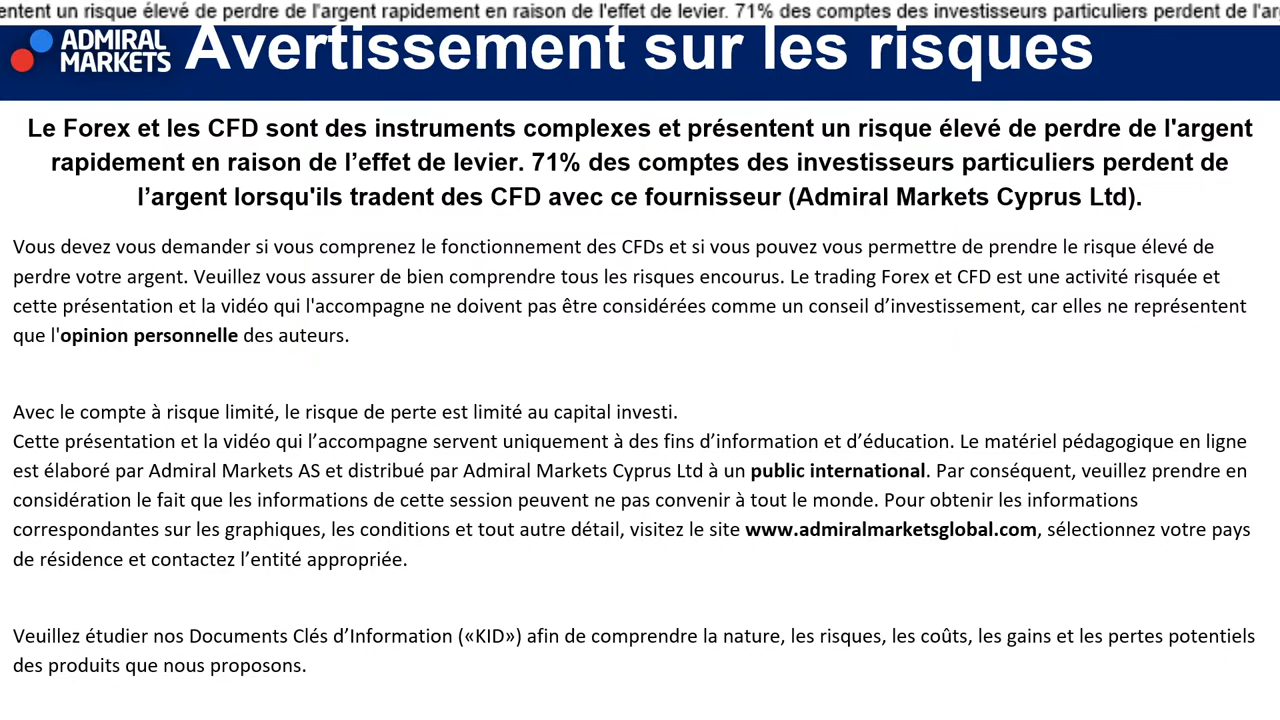 entent un risque élevé de perdre de l'argent rapidement en raison de l'effet de levier. 71% des comptes des investisseurs particuliers perdent de l'ar
ADMIRAL
MARKETS
Avertissement sur les risques
Le Forex et les CFD sont des instruments complexes et présentent un risque élevé de perdre de l'argent
rapidement en raison de l’effet de levier. 71% des comptes des investisseurs particuliers perdent de
l’argent lorsqu'ils tradent des CFD avec ce fournisseur (Admiral Markets Cyprus Ltd).
Vous devez vous demander si vous comprenez le fonctionnement des CFDs et si vous pouvez vous permettre de prendre le risque élevé de
perdre votre argent. Veuillez vous assurer de bien comprendre tous les risques encourus. Le trading Forex et CFD est une activité risquée et
cette présentation et la vidéo qui l'accompagne ne doivent pas être considérées comme un conseil d’investissement, car elles ne représentent
que l'opinion personnelle des auteurs.
Avec le compte à risque limité, le risque de perte est limité au capital investi.
Cette présentation et la vidéo qui l’accompagne servent uniquement à des fins d’information et d’éducation. Le matériel pédagogique en ligne
est élaboré par Admiral Markets AS et distribué par Admiral Markets Cyprus Ltd à un public international. Par conséquent, veuillez prendre en
considération le fait que les informations de cette session peuvent ne pas convenir à tout le monde. Pour obtenir les informations
correspondantes sur les graphiques, les conditions et tout autre détail, visitez le site www.admiralmarketsglobal.com, sélectionnez votre pays
de résidence et contactez l’entité appropriée.
Veuillez étudier nos Documents Clés d’Information («KID») afin de comprendre la nature, les risques, les coûts, les gains et les pertes potentiels
des produits que nous proposons.